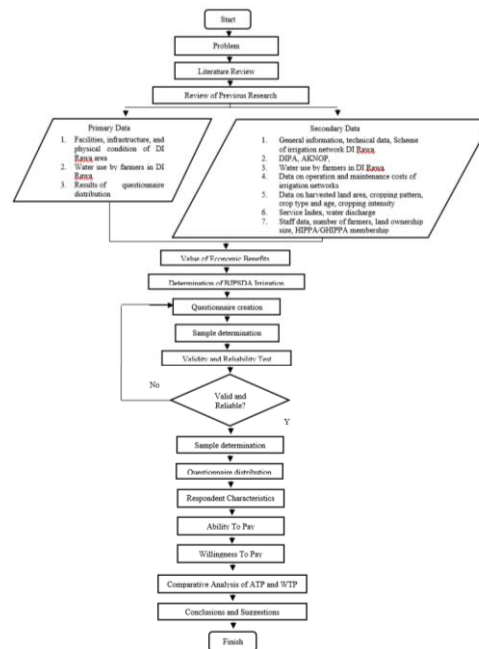 Start
Problem
Literature Review
Review of Previous Research
Primary Data
1. Facilities, infrastructure, and
physical condition of DI
Rawa area
2. Water use by farmers in DI
Rawa
3. Results of questionnaire
distribution
Secondary Data
1. General information, technical data, Scheme
of irrigation network DI Rawa
2. DIPA, AKNOP,
3. Water use by farmers in DI Rawa
4. Data on operation and maintenance costs of
irrigation networks
5. Data on harvested land area, cropping pattern,
crop type and age, cropping intensity
6. Service Index, water discharge
7. Staff data, number of farmers, land ownership
size, HIPPA/GHIPPA membership
Value of Economic Benefits
Determination of BJPSDA Irrigation
Questionnaire creation
Sample determination
Validity and Reliability Test
No
Valid and
Reliable?
Y
Sample determination
Questionnaire distribution
Respondent Characteristics
Ability To Pay
Willingness To Pay
Comparative Analysis of ATP and WTP
Conclusions and Suggestions
Finish